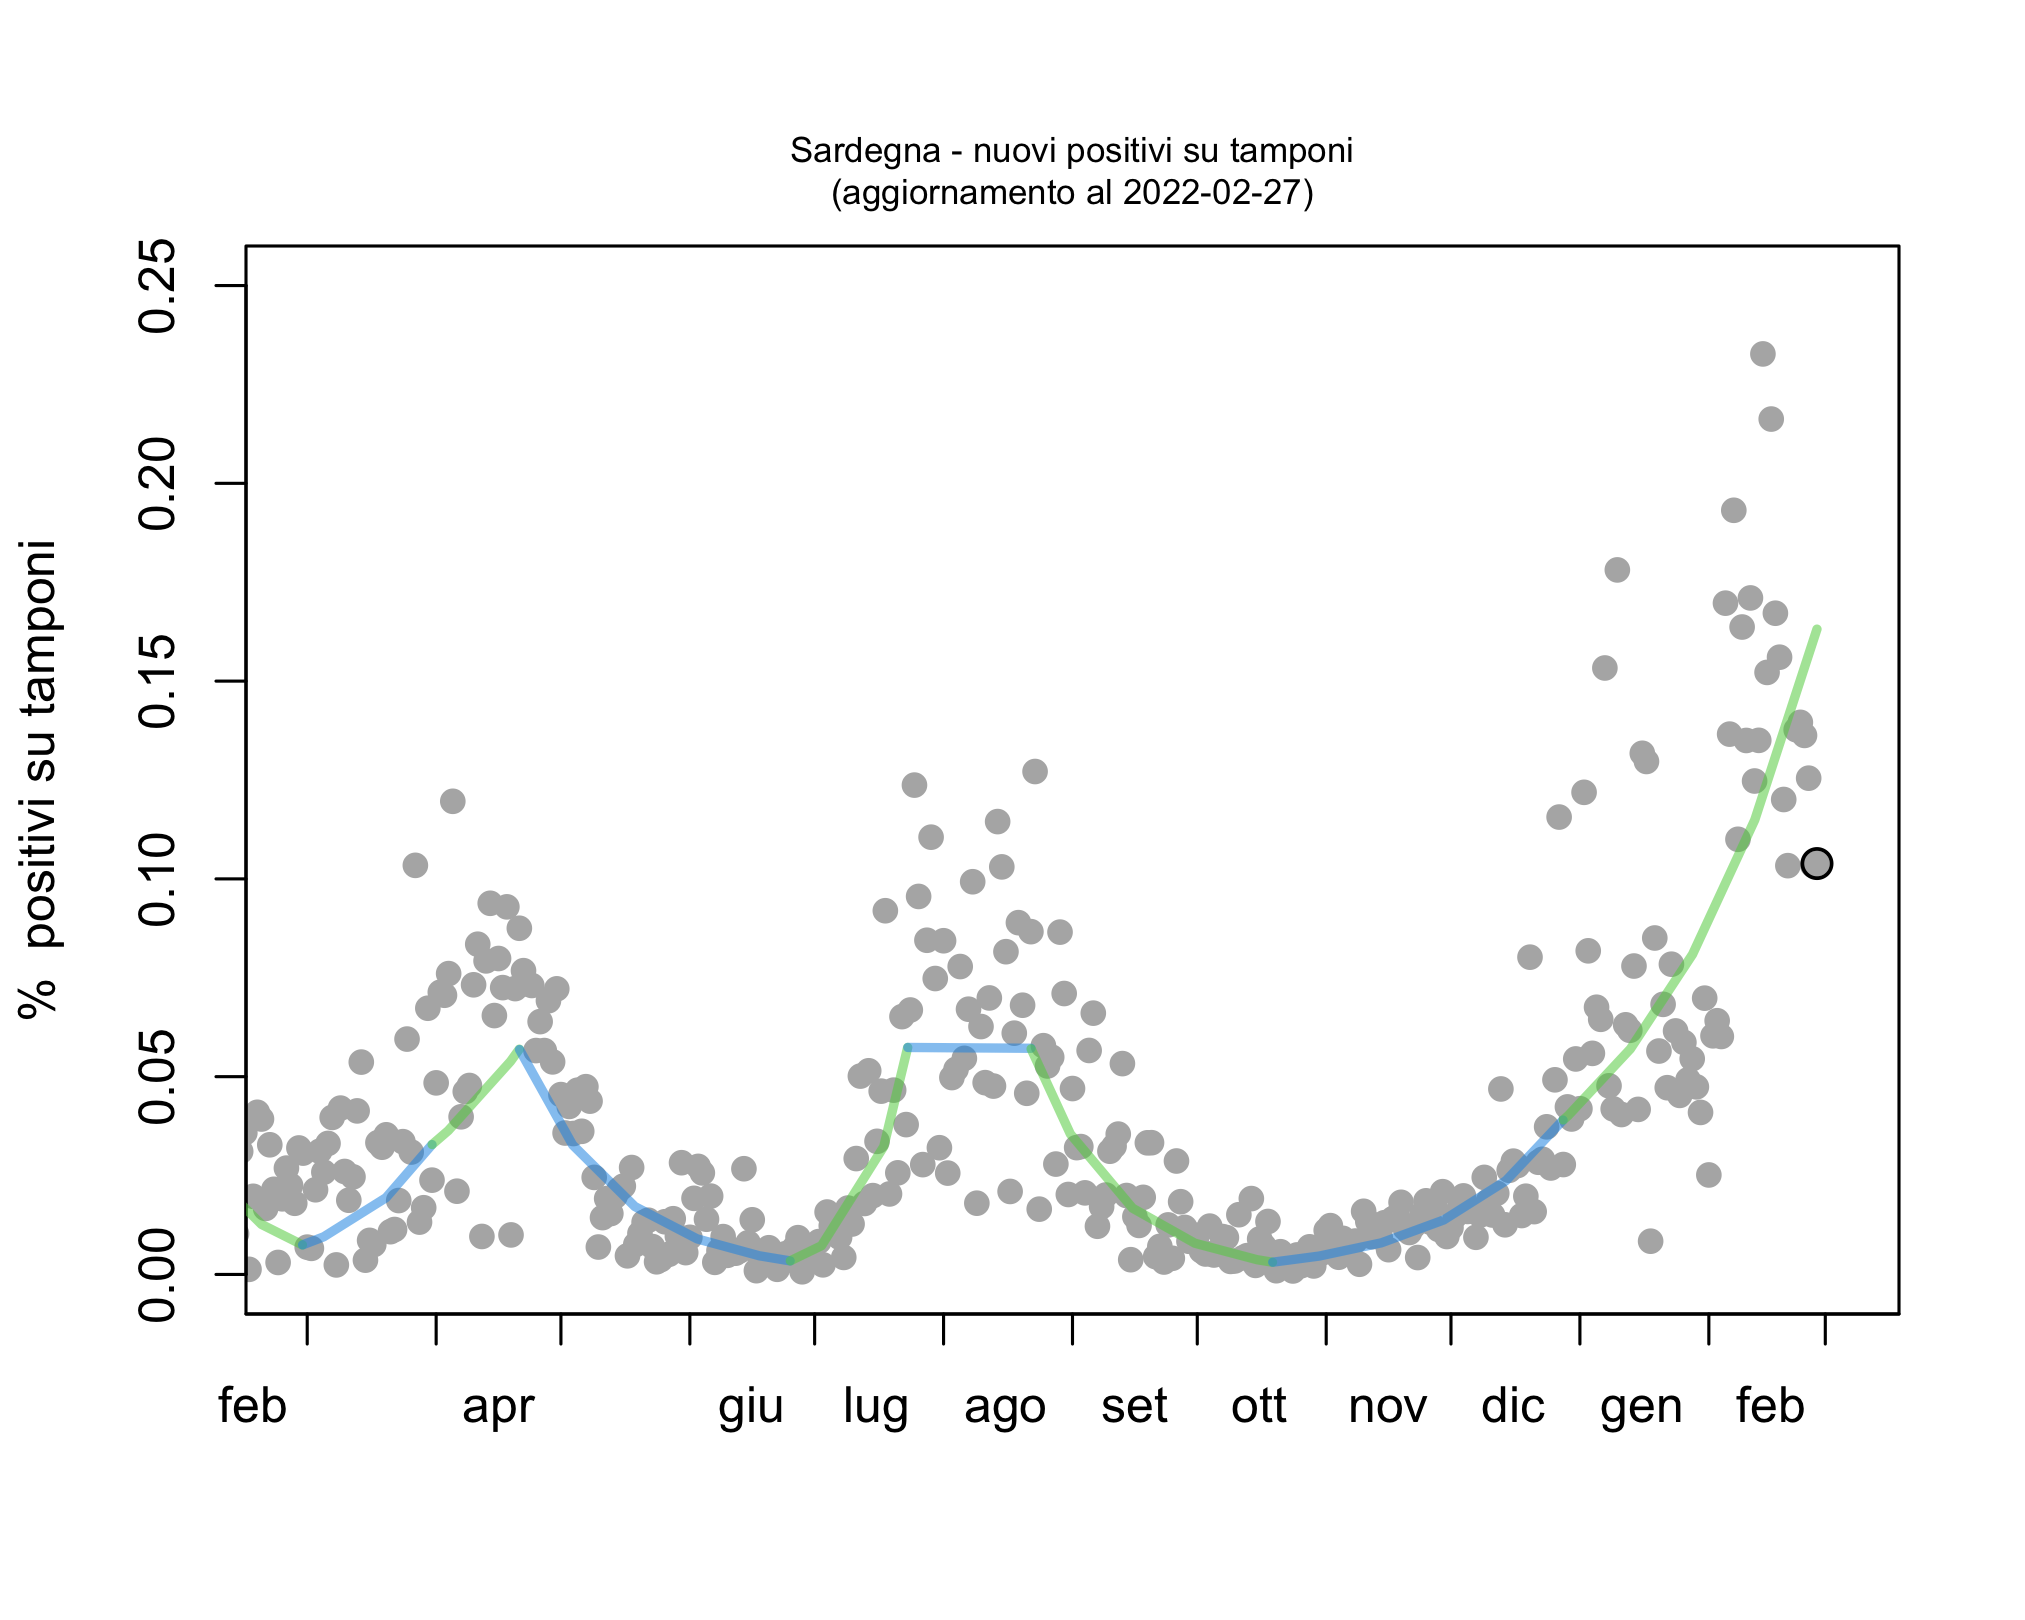 Sardegna - nuovi positivi su tamponi
(aggiornamento al 2022-02-27)
% positivi su tamponi
0.25
0.20
0.15
0.10
0.05
0.00
feb apr giu lug ago set ott nov dic gen feb